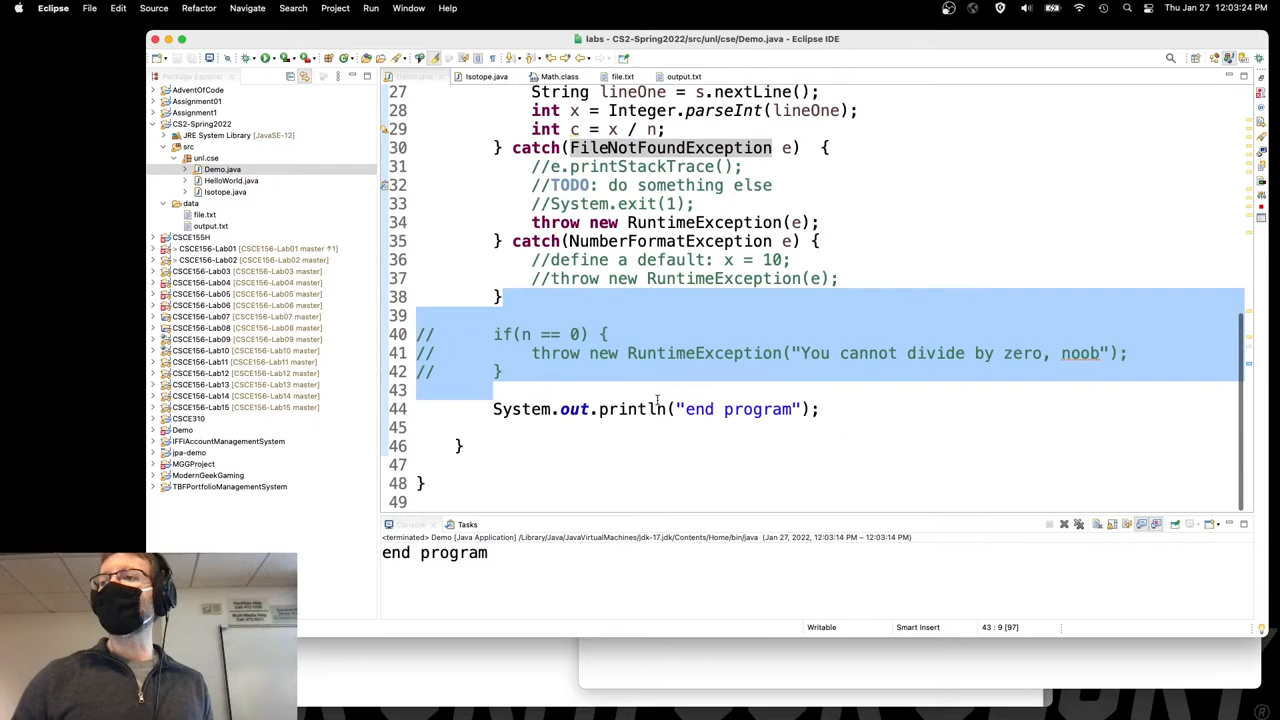 Eclipse File Edit Source Refactor Navigate Search Project Run Window Help Thu Jan 27 12:03:24 PM
labs - CS2-Spring2022/src/unl/cse/Demo.java - Eclipse IDE
Package Explorer
Demo.java Isotope.java Math.class file.txt output.txt
AdventOfCode
Assignment01
Assignment1
CS2-Spring2022
JRE System Library [JavaSE-12]
src
unl.cse
Demo.java
HelloWorld.java
Isotope.java
data
file.txt
output.txt
CSCE155H
> CSCE156-Lab01 [CSCE156-Lab01 master ↑1]
> CSCE156-Lab02 [CSCE156-Lab02 master]
CSCE156-Lab03 [CSCE156-Lab03 master]
CSCE156-Lab04 [CSCE156-Lab04 master]
CSCE156-Lab05 [CSCE156-Lab05 master]
CSCE156-Lab06 [CSCE156-Lab06 master]
CSCE156-Lab07 [CSCE156-Lab07 master]
CSCE156-Lab08 [CSCE156-Lab08 master]
CSCE156-Lab09 [CSCE156-Lab09 master]
CSCE156-Lab10 [CSCE156-Lab10 master]
CSCE156-Lab11 [CSCE156-Lab11 master]
CSCE156-Lab12 [CSCE156-Lab12 master]
CSCE156-Lab13 [CSCE156-Lab13 master]
CSCE156-Lab14 [CSCE156-Lab14 master]
CSCE156-Lab15 [CSCE156-Lab15 master]
CSCE310
Demo
IFFIAccountManagementSystem
jpa-demo
MGGProject
ModernGeekGaming
TBFPortfolioManagementSystem
27 String lineOne = s.nextLine();
28 int x = Integer.parseInt(lineOne);
29 int c = x / n;
30 } catch(FileNotFoundException e) {
31 //e.printStackTrace();
32 //TODO: do something else
33 //System.exit(1);
34 throw new RuntimeException(e);
35 } catch(NumberFormatException e) {
36 //define a default: x = 10;
37 //throw new RuntimeException(e);
38 }
39
40 // if(n == 0) {
41 // throw new RuntimeException("You cannot divide by zero, noob");
42 // }
43
44 System.out.println("end program");
45
46 }
47
48 }
49
Console Tasks
<terminated> Demo [Java Application] /Library/Java/JavaVirtualMachines/jdk-17.jdk/Contents/Home/bin/java (Jan 27, 2022, 12:03:14 PM – 12:03:14 PM)
end program
Writable Smart Insert 43 : 9 [97]